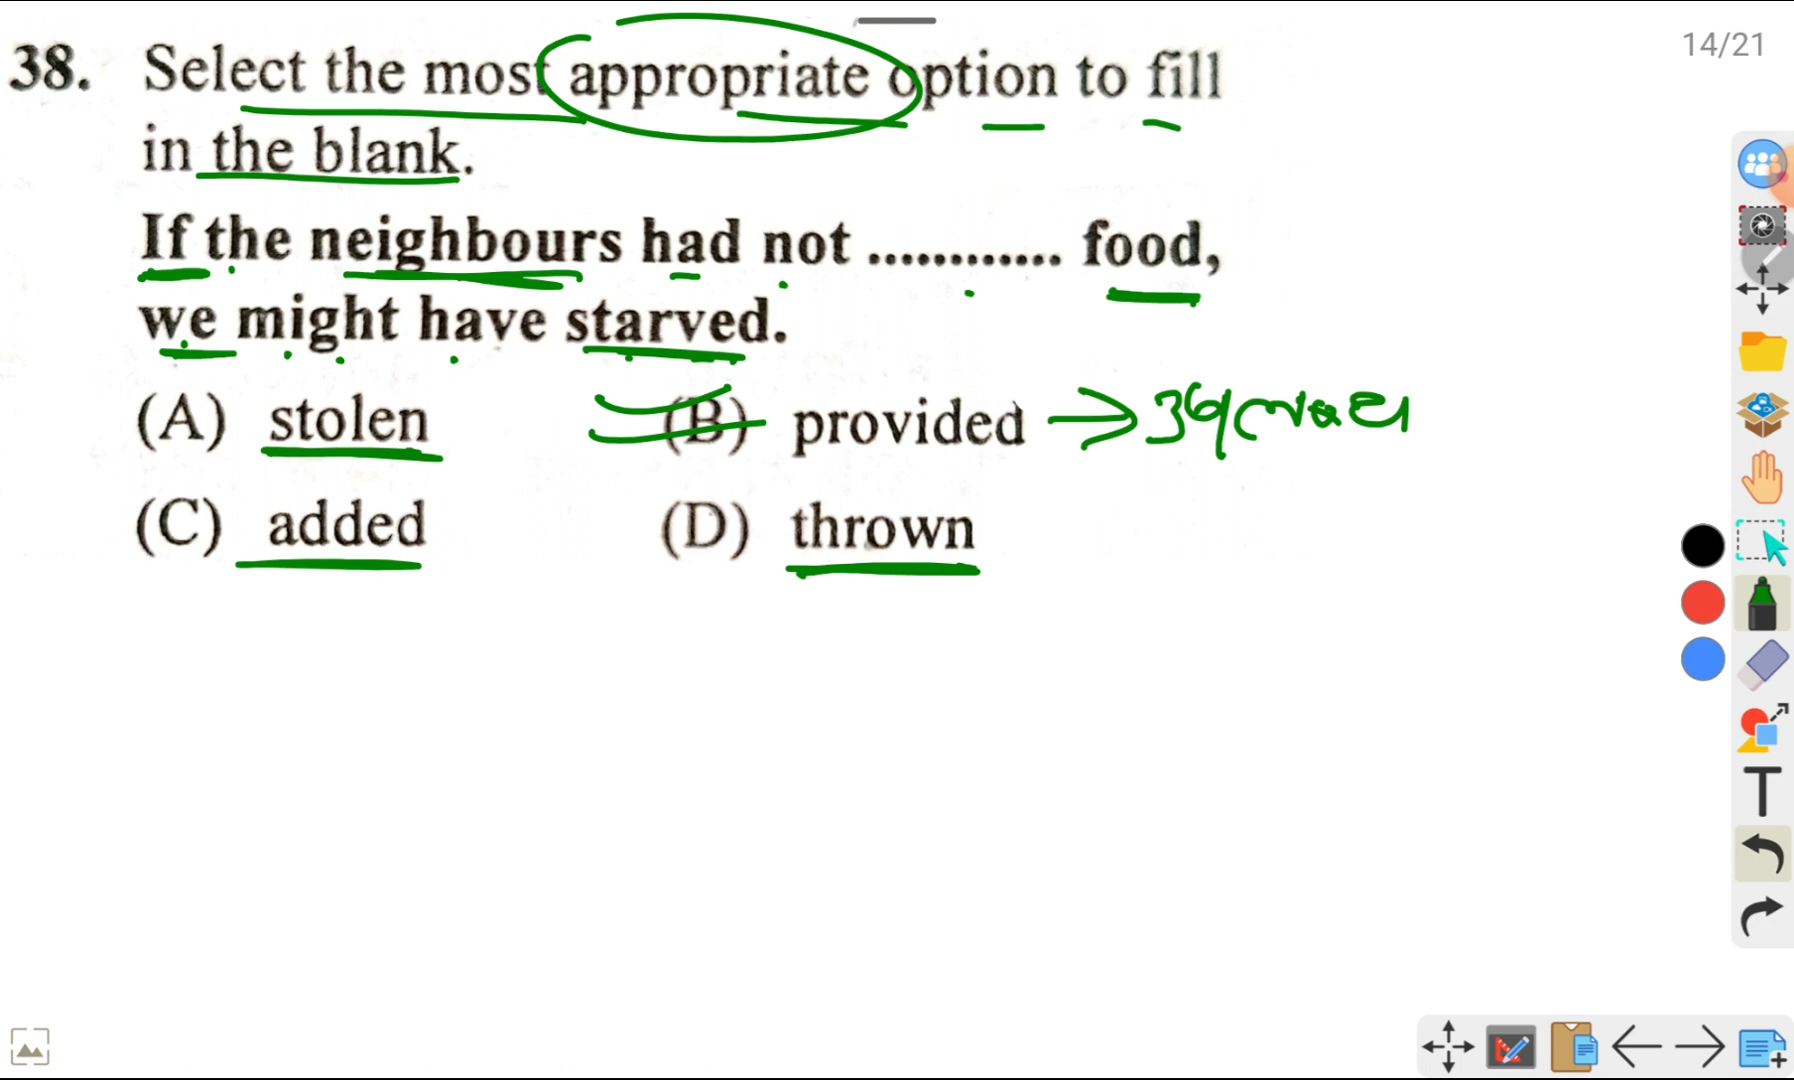 14/21
38. Select the most appropriate option to fill
in the blank.
If the neighbours had not ............ food,
we might have starved.
(A) stolen (B) provided →
(C) added (D) thrown
T